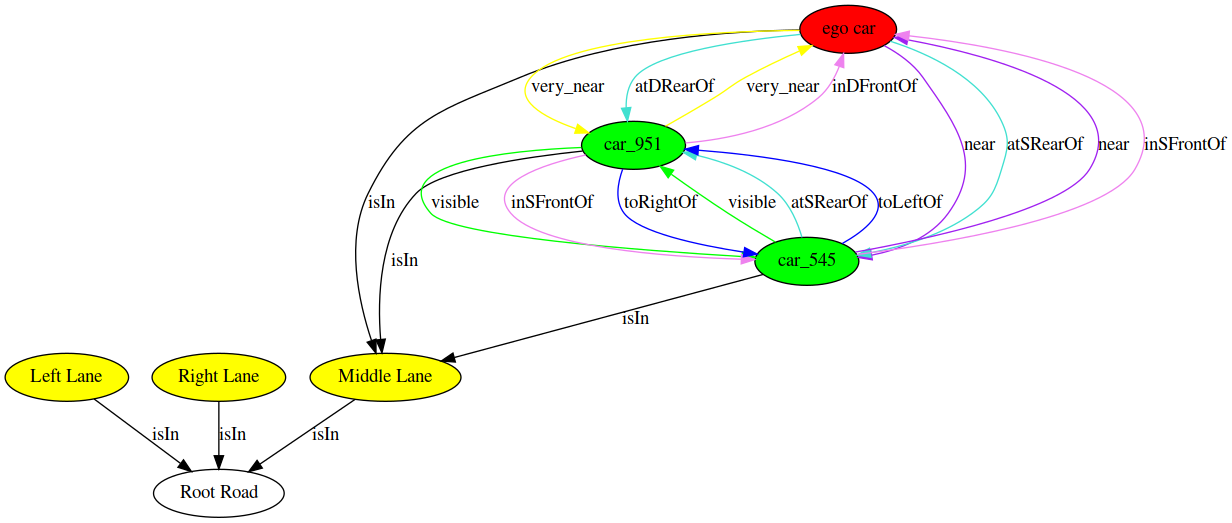 ego car
very_near
atDRearOf
very_near
inDFrontOf
car_951
near
atSRearOf
near
inSFrontOf
isIn
visible
inSFrontOf
toRightOf
visible
atSRearOf
toLeftOf
isIn
car_545
isIn
Left Lane
Right Lane
Middle Lane
isIn
isIn
isIn
Root Road